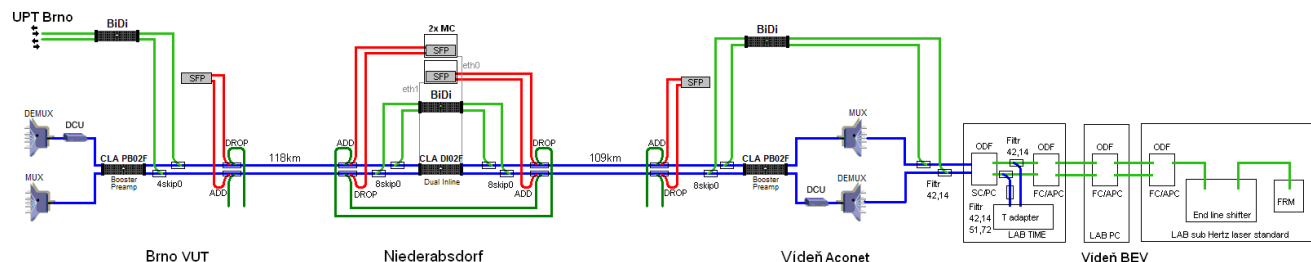 UPT Brno
BiDi
SFP
DEMUX
DCU
CLA PB02F
Booster
Preamp
MUX
4skip0
DROP
ADD
118km
Brno VUT
2x MC
SFP
SFP
eth0
eth1
BiDi
ADD
DROP
8skip0
CLA DI02F
Dual Inline
8skip0
DROP
ADD
Niederabsdorf
109km
SFP
ADD
DROP
8skip0
BiDi
CLA PB02F
Booster
Preamp
MUX
DCU
DEMUX
Filtr
42,14
Vídeň Aconet
ODF
SC/PC
Filtr
42,14
Filtr
42,14
51,72
T adapter
LAB TIME
ODF
FC/APC
ODF
FC/APC
LAB PC
ODF
FC/APC
End line shifter
FRM
LAB sub Hertz laser standard
Vídeň BEV